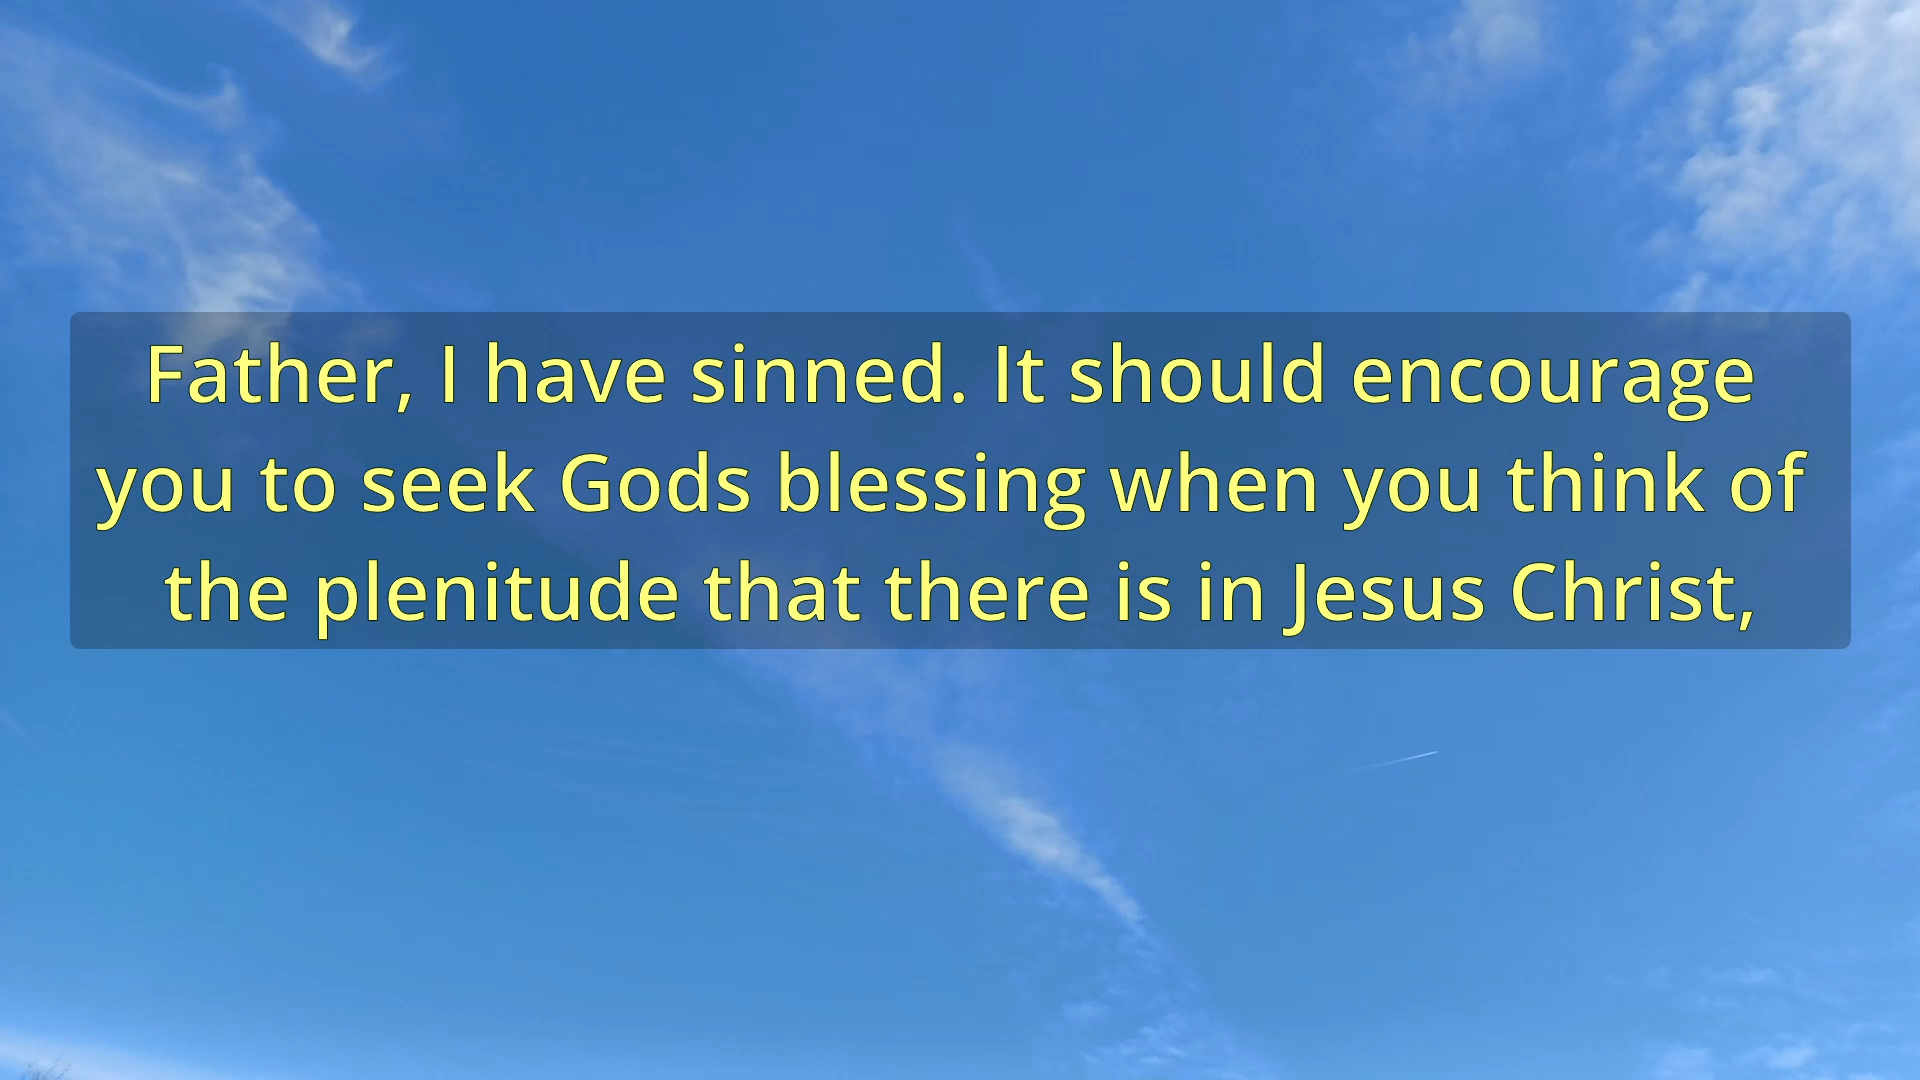 Father, I have sinned. It should encourage
you to seek Gods blessing when you think of
the plenitude that there is in Jesus Christ,